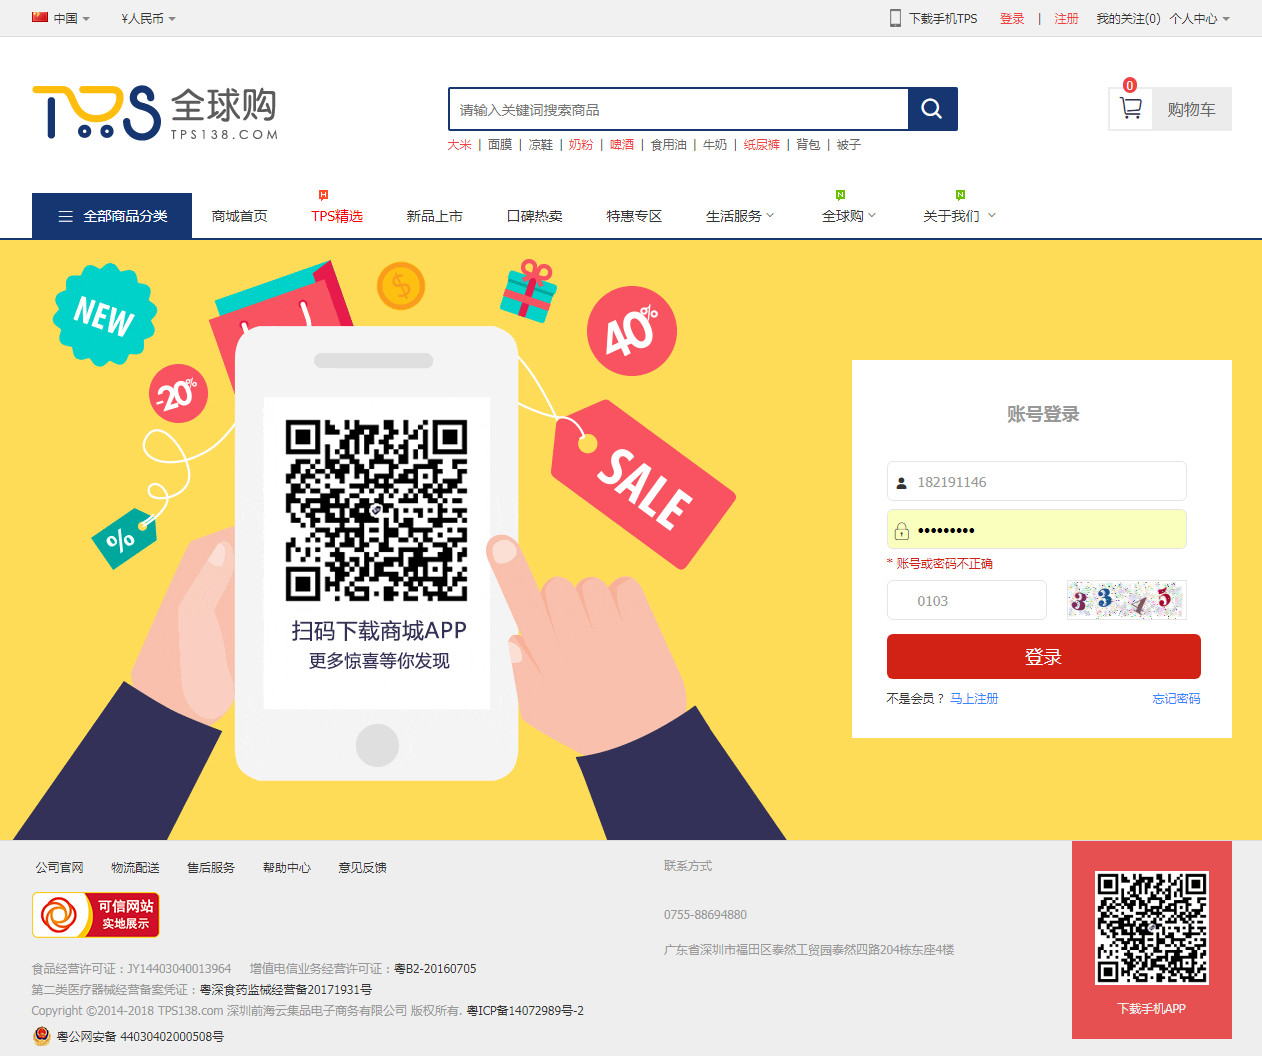 中国 ¥人民币 下载手机TPS 登录 | 注册 我的关注(0) 个人中心
TPS 全球购
TPS138.COM
请输入关键词搜索商品
0
购物车
大米 | 面膜 | 凉鞋 | 奶粉 | 啤酒 | 食用油 | 牛奶 | 纸尿裤 | 背包 | 被子
H N N
全部商品分类 商城首页 TPS精选 新品上市 口碑热卖 特惠专区 生活服务 全球购 关于我们
NEW
$
40%
-20%
SALE
%
扫码下载商城APP
更多惊喜等你发现
账号登录
182191146
•••••••••
* 账号或密码不正确
0103
3345
登录
不是会员？ 马上注册 忘记密码
公司官网 物流配送 售后服务 帮助中心 意见反馈
可信网站
实地展示
食品经营许可证：JY14403040013964 增值电信业务经营许可证：粤B2-20160705
第二类医疗器械经营备案凭证：粤深食药监械经营备20171931号
Copyright ©2014-2018 TPS138.com 深圳前海云集品电子商务有限公司 版权所有. 粤ICP备14072989号-2
粤公网安备 44030402000508号
联系方式
0755-88694880
广东省深圳市福田区泰然工贸园泰然四路204栋东座4楼
下载手机APP